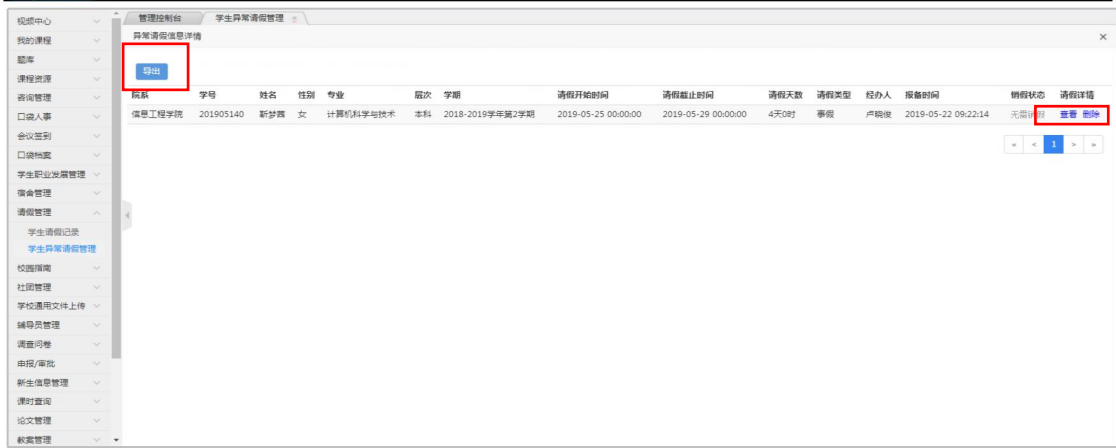 管理控制台 学生异常请假管理
异常请假信息详情 ×
导出
院系 学号 姓名 性别 专业 层次 学期 请假开始时间 请假截止时间 请假天数 请假类型 经办人 报备时间 销假状态 请假详情
信息工程学院 201905140 靳梦茜 女 计算机科学与技术 本科 2018-2019学年第2学期 2019-05-25 00:00:00 2019-05-29 00:00:00 4天0时 事假 卢晓俊 2019-05-22 09:22:14 无需销假 查看 删除
« < 1 > »
视频中心
我的课程
题库
课程资源
咨询管理
口袋人事
会议签到
口袋档案
学生职业发展管理
宿舍管理
请假管理
学生请假记录
学生异常请假管理
校园指南
社团管理
学校通用文件上传
辅导员管理
调查问卷
申报/审批
新生信息管理
课时查询
论文管理
教案管理